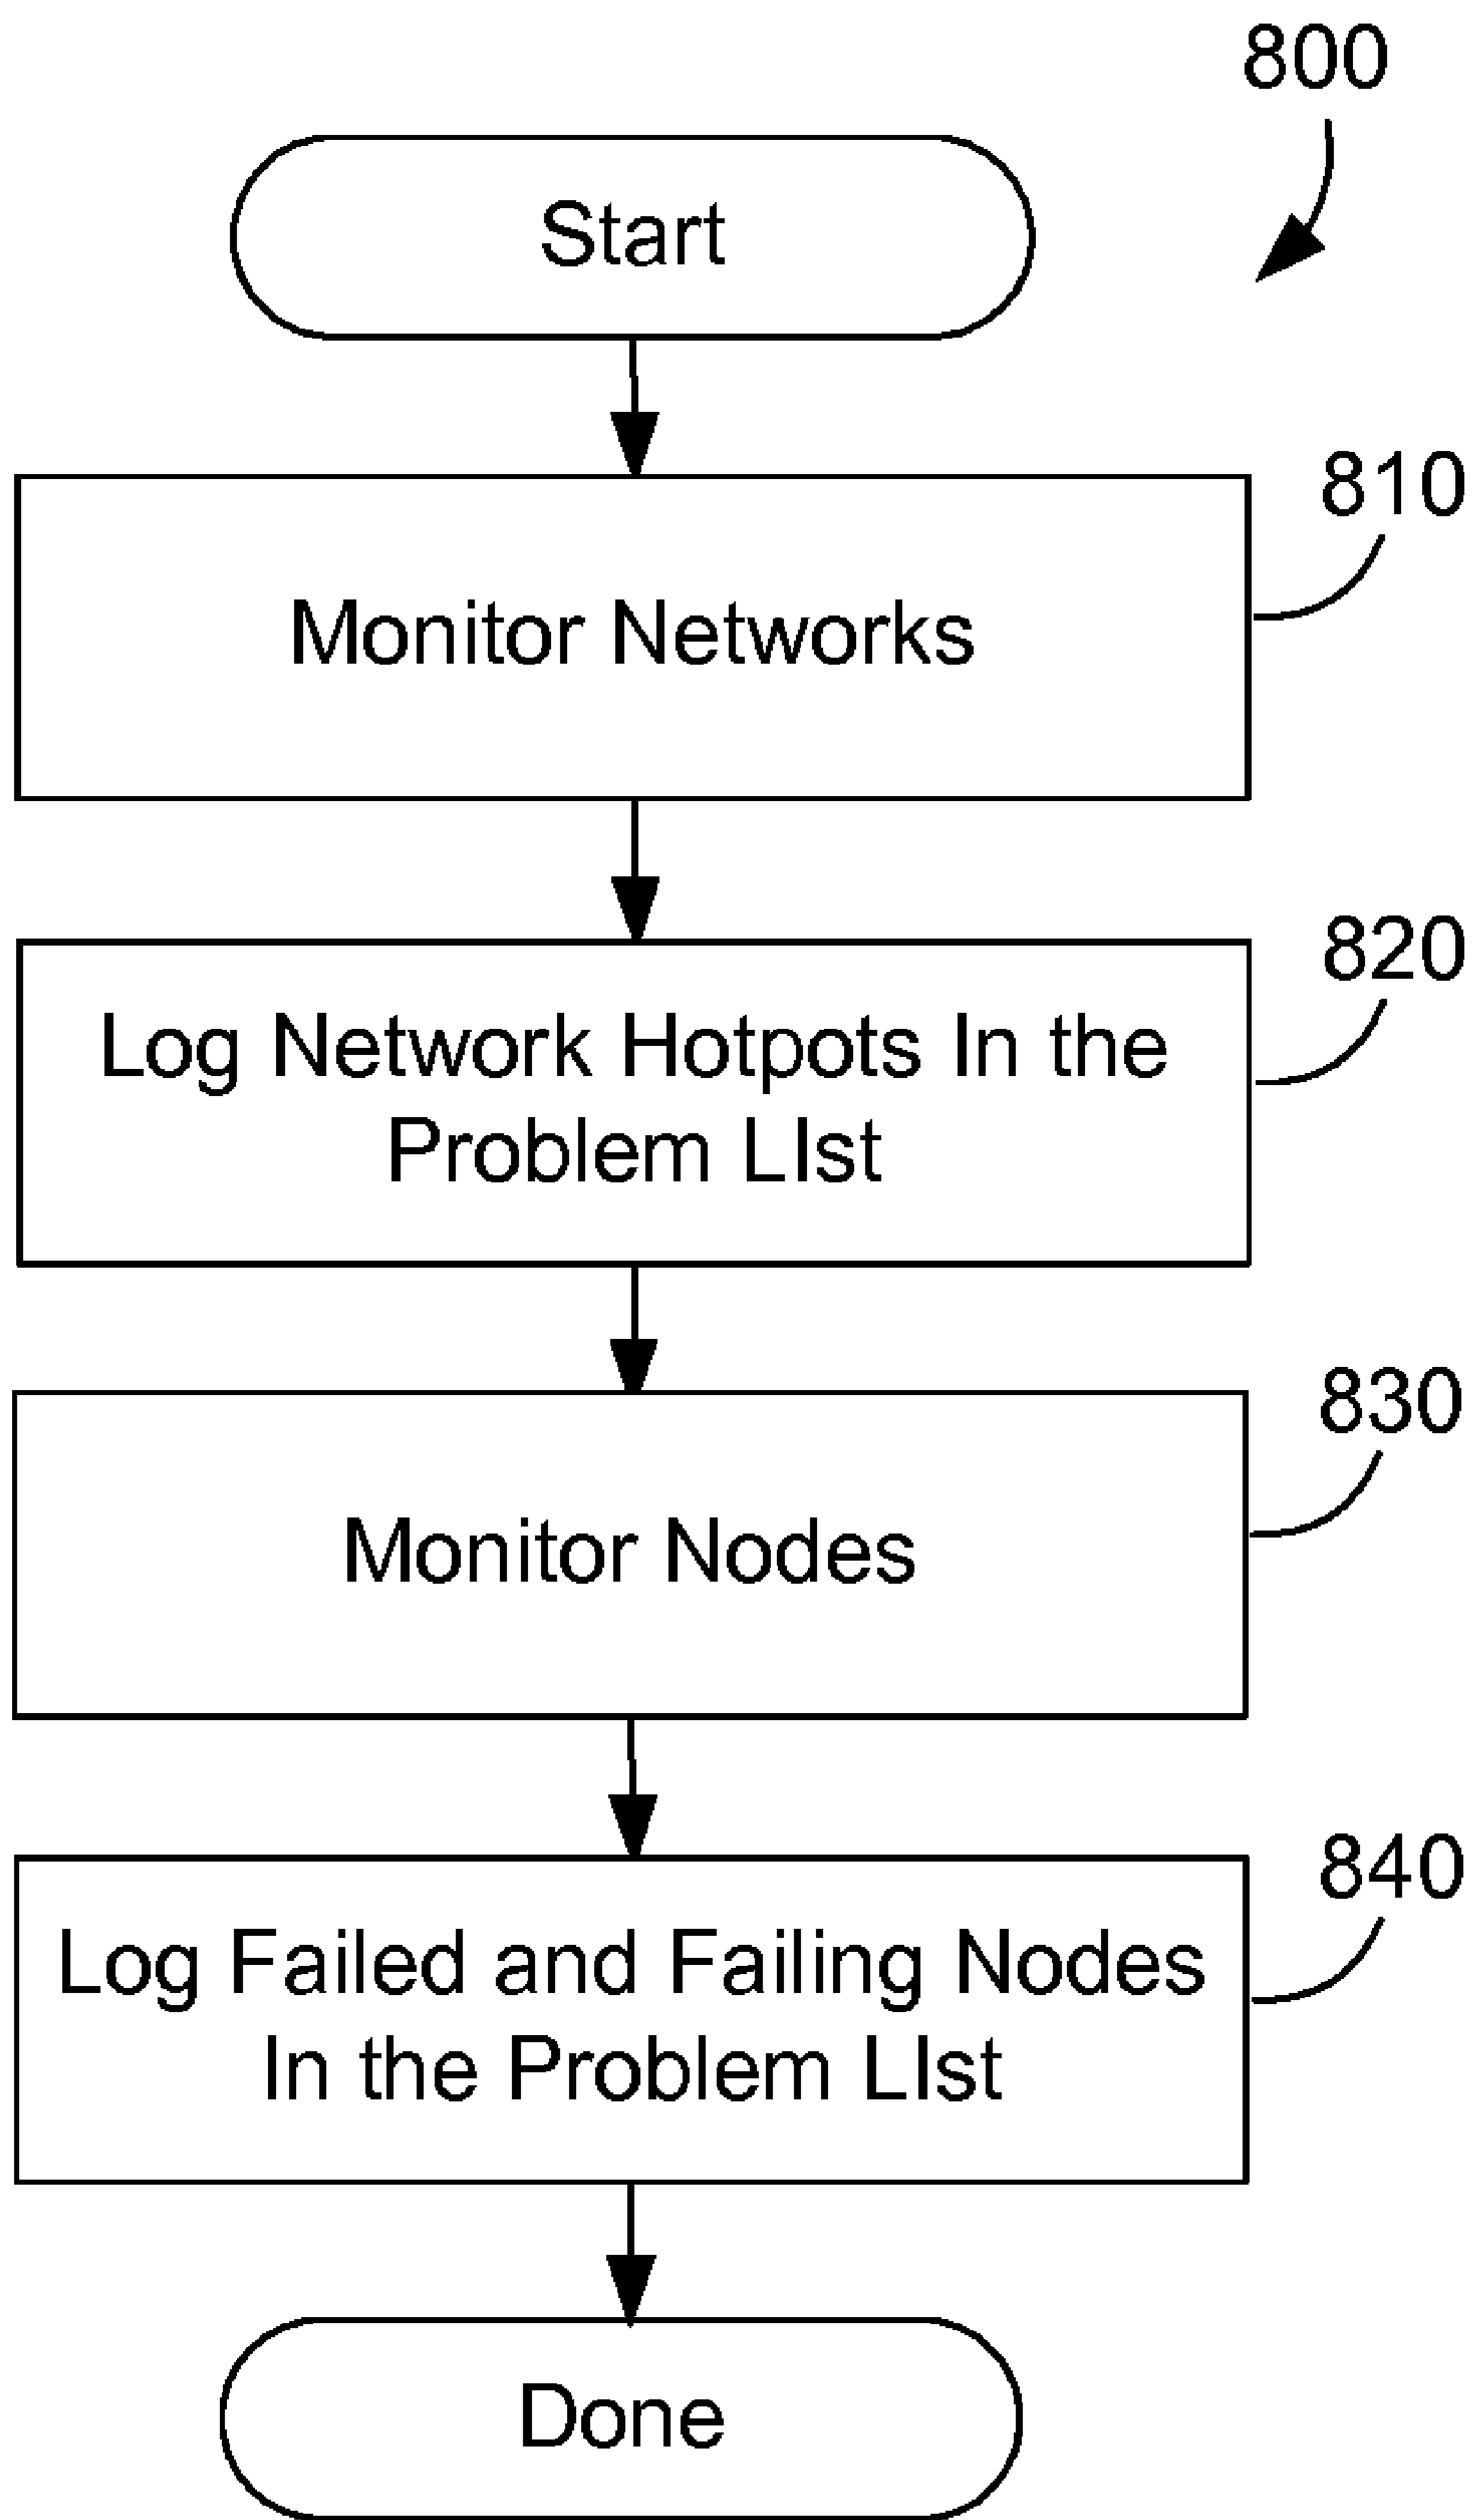 800
Start
810
Monitor Networks
820
Log Network Hotpots In the
Problem LIst
830
Monitor Nodes
840
Log Failed and Failing Nodes
In the Problem LIst
Done